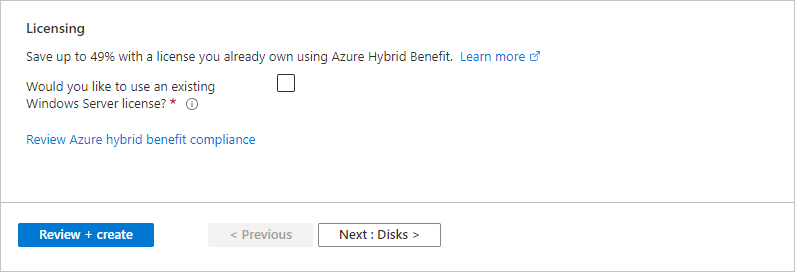 Licensing
Save up to 49% with a license you already own using Azure Hybrid Benefit. Learn more
Would you like to use an existing
Windows Server license? *
Review Azure hybrid benefit compliance
Review + create
< Previous
Next : Disks >